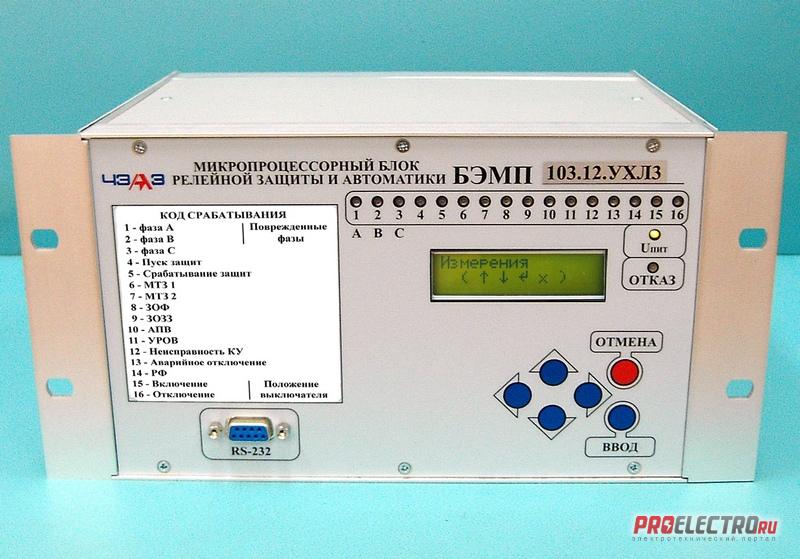 ЧЭАЗ
МИКРОПРОЦЕССОРНЫЙ БЛОК
РЕЛЕЙНОЙ ЗАЩИТЫ И АВТОМАТИКИ
БЭМП 103.12.УХЛ3
КОД СРАБАТЫВАНИЯ
1 - фаза А
2 - фаза В
3 - фаза С
Поврежденные
фазы
4 - Пуск защит
5 - Срабатывание защит
6 - МТЗ 1
7 - МТЗ 2
8 - ЗОФ
9 - ЗОЗЗ
10 - АПВ
11 - УРОВ
12 - Неисправность КУ
13 - Аварийное отключение
14 - РФ
15 - Включение
16 - Отключение
Положение
выключателя
1 2 3 4 5 6 7 8 9 10 11 12 13 14 15 16
А В С
Uпит
ОТКАЗ
Измерения
( ↑ ↓ ↵ x )
ОТМЕНА
ВВОД
RS-232
PROELECTRO.RU
электротехнический портал